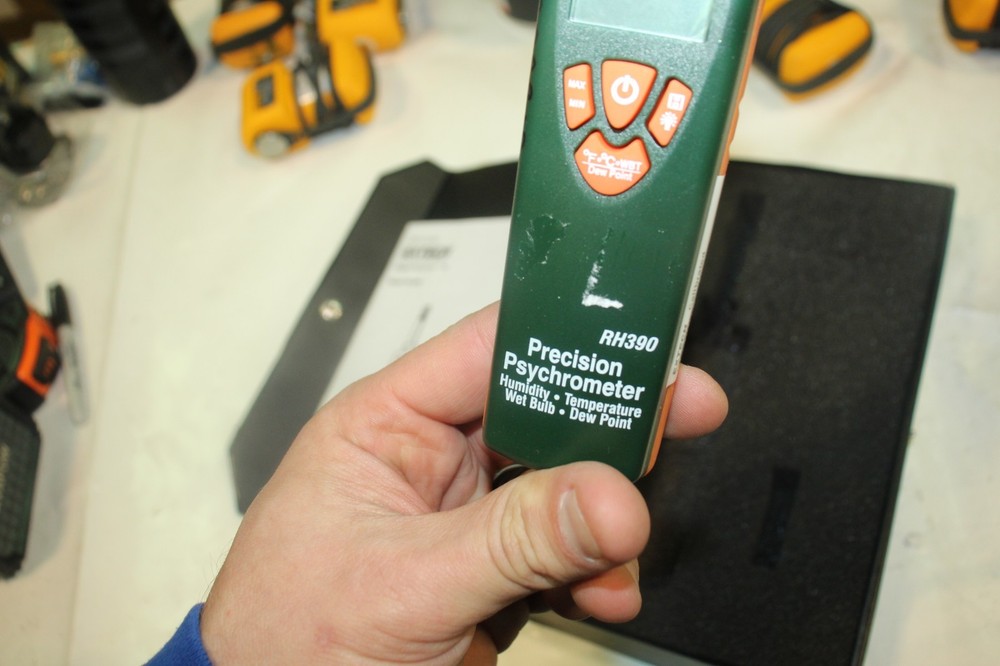 MAX
MIN
H
°F °C WBT
Dew Point
RH390
Precision
Psychrometer
Humidity • Temperature
Wet Bulb • Dew Point